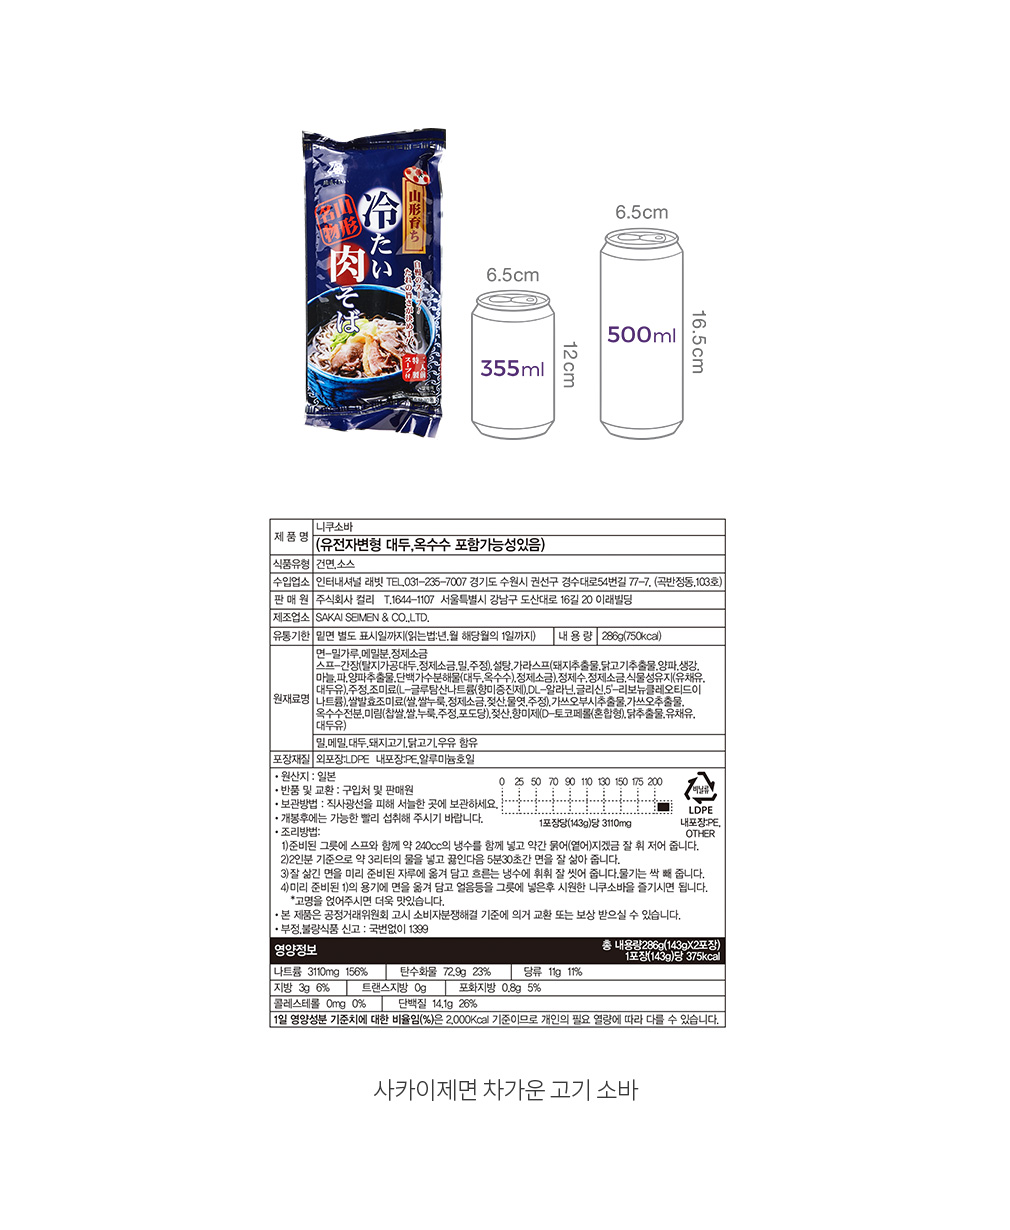 山形育ち
冷たい
肉そば
山形
名物
二人前
特製
スープ付
6.5cm
355ml
12cm
6.5cm
500ml
16.5cm
제 품 명
니쿠소바
(유전자변형 대두,옥수수 포함가능성있음)
식품유형 건면,소스
수입업소 인터내셔널 래빗 TEL.031-235-7007 경기도 수원시 권선구 경수대로54번길 77-7, (곡반정동,103호)
판 매 원 주식회사 컬리 T.1644-1107 서울특별시 강남구 도산대로 16길 20 이래빌딩
제조업소 SAKAI SEIMEN & CO.,LTD.
유통기한 밑면 별도 표시일까지(읽는법:년.월 해당월의 1일까지) 내 용 량 286g(750kcal)
원재료명
면-밀가루,메밀분,정제소금
스프-간장(탈지가공대두,정제소금,밀,주정),설탕,가라스프(돼지추출물,닭고기추출물,양파,생강,
마늘,파,양파추출물,단백가수분해물(대두,옥수수),정제소금),정제수,정제소금,식물성유지(유채유,
대두유),주정,조미료(L-글루탐산나트륨(향미증진제),DL-알라닌,글리신,5'-리보뉴클레오티드이
나트륨),쌀발효조미료(쌀,쌀누룩,정제소금,젖산,물엿,주정),가쓰오부시추출물,가쓰오추출물,
옥수수전분,미림(찹쌀,쌀,누룩,주정,포도당),젖산,향미제(D-토코페롤(혼합형),닭추출물,유채유,
대두유)
밀,메밀,대두,돼지고기,닭고기,우유 함유
포장재질 외포장:LDPE 내포장:PE,알루미늄호일
• 원산지 : 일본
• 반품 및 교환 : 구입처 및 판매원
• 보관방법 : 직사광선을 피해 서늘한 곳에 보관하세요.
• 개봉후에는 가능한 빨리 섭취해 주시기 바랍니다.
0 25 50 70 90 110 130 150 175 200
1포장당(143g)당 3110mg
비닐류
LDPE
내포장:PE,
OTHER
• 조리방법:
1)준비된 그릇에 스프와 함께 약 240cc의 냉수를 함께 넣고 약간 묽어(옅어)지겠금 잘 휘 저어 줍니다.
2)2인분 기준으로 약 3리터의 물을 넣고 끓인다음 5분30초간 면을 잘 삶아 줍니다.
3)잘 삶긴 면을 미리 준비된 자루에 옮겨 담고 흐르는 냉수에 휘휘 잘 씻어 줍니다.물기는 싹 빼 줍니다.
4)미리 준비된 1)의 용기에 면을 옮겨 담고 얼음등을 그릇에 넣은후 시원한 니쿠소바을 즐기시면 됩니다.
*고명을 얹어주시면 더욱 맛있습니다.
• 본 제품은 공정거래위원회 고시 소비자분쟁해결 기준에 의거 교환 또는 보상 받으실 수 있습니다.
• 부정,불량식품 신고 : 국번없이 1399
영양정보
총 내용량286g(143gX2포장)
1포장(143g)당 375kcal
나트륨 3110mg 156% 탄수화물 72.9g 23% 당류 11g 11%
지방 3g 6% 트랜스지방 0g 포화지방 0.8g 5%
콜레스테롤 0mg 0% 단백질 14.1g 26%
1일 영양성분 기준치에 대한 비율임(%)은 2,000Kcal 기준이므로 개인의 필요 열량에 따라 다를 수 있습니다.
사카이제면 차가운 고기 소바